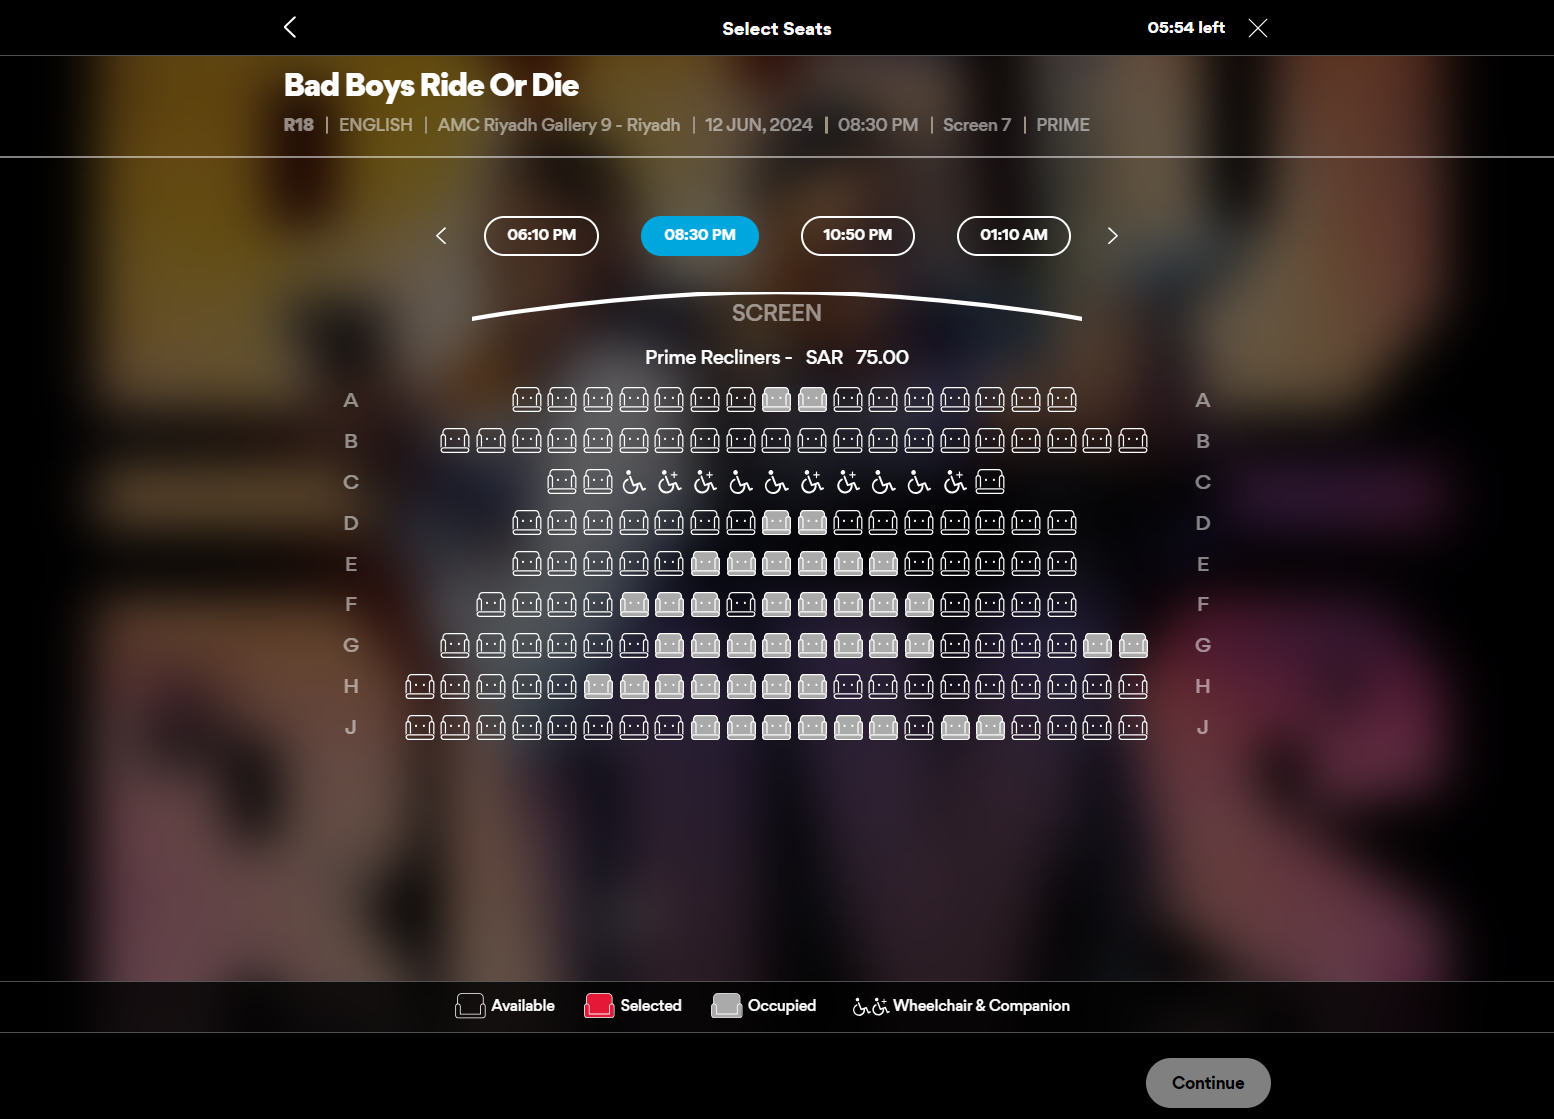 Select Seats
05:54 left
Bad Boys Ride Or Die
R18 | ENGLISH | AMC Riyadh Gallery 9 - Riyadh | 12 JUN, 2024 | 08:30 PM | Screen 7 | PRIME
06:10 PM 08:30 PM 10:50 PM 01:10 AM
SCREEN
Prime Recliners - SAR 75.00
A A
B B
C C
D D
E E
F F
G G
H H
J J
Available Selected Occupied Wheelchair & Companion
Continue